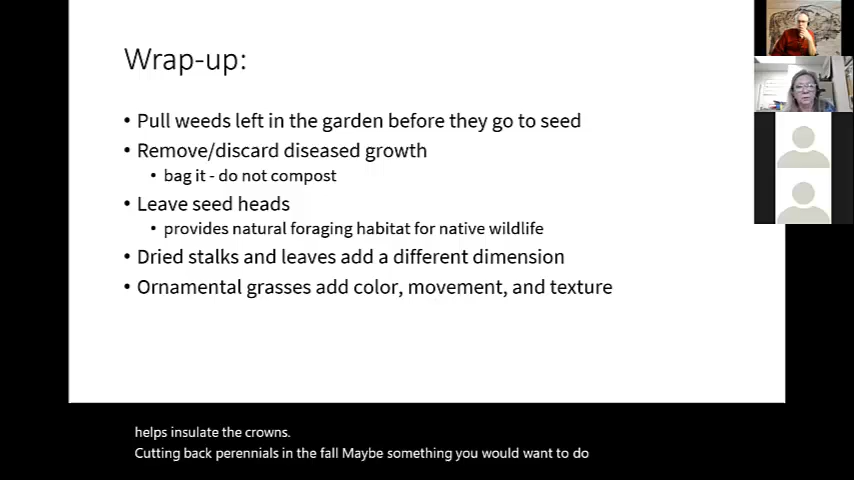 Wrap-up:
• Pull weeds left in the garden before they go to seed
• Remove/discard diseased growth
• bag it - do not compost
• Leave seed heads
• provides natural foraging habitat for native wildlife
• Dried stalks and leaves add a different dimension
• Ornamental grasses add color, movement, and texture
helps insulate the crowns.
Cutting back perennials in the fall Maybe something you would want to do